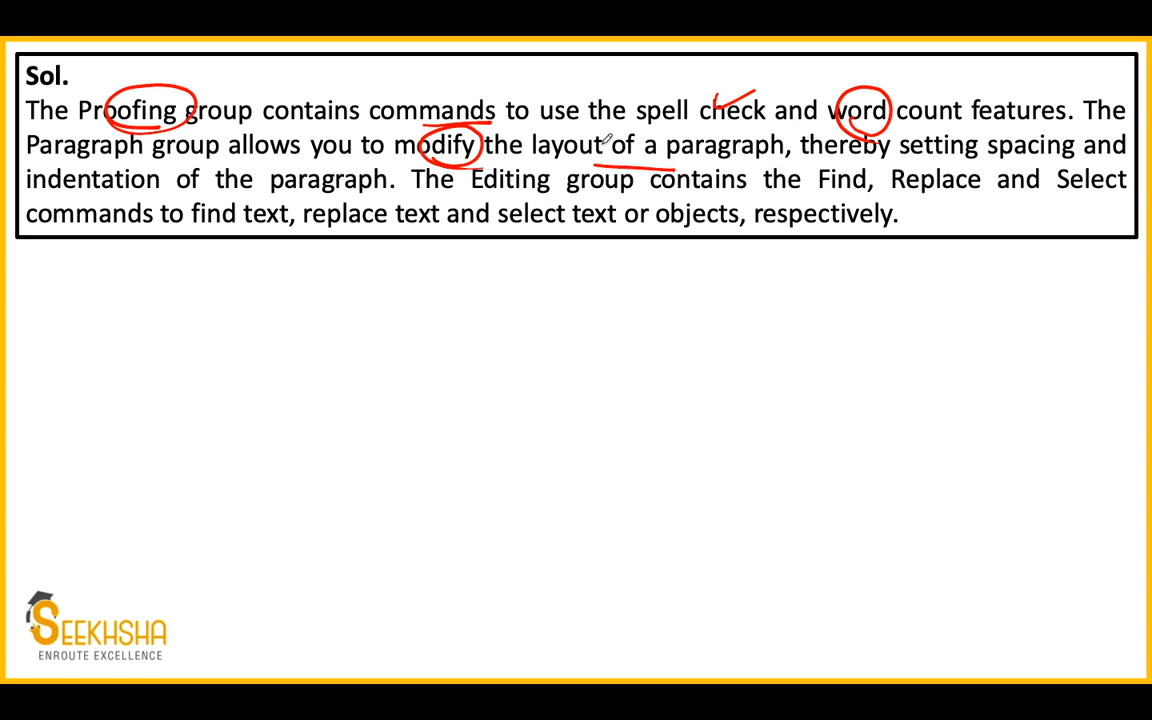 Sol.
The Proofing group contains commands to use the spell check and word count features. The
Paragraph group allows you to modify the layout of a paragraph, thereby setting spacing and
indentation of the paragraph. The Editing group contains the Find, Replace and Select
commands to find text, replace text and select text or objects, respectively.
SEEKHSHA
ENROUTE EXCELLENCE